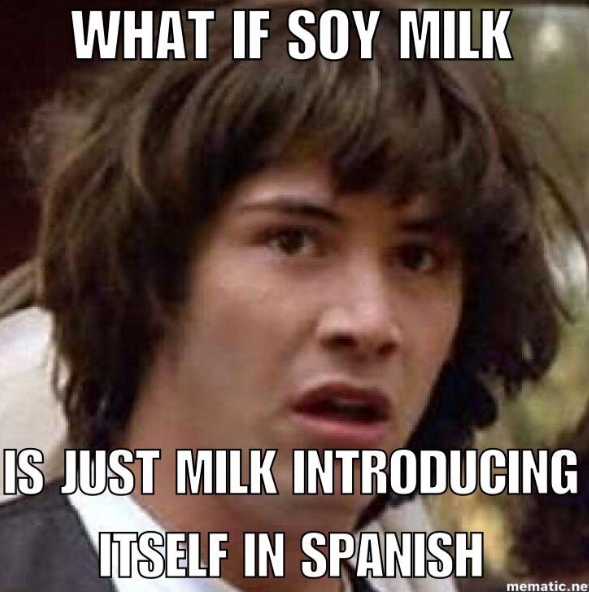 WHAT IF SOY MILK
IS JUST MILK INTRODUCING
ITSELF IN SPANISH
mematic.ne